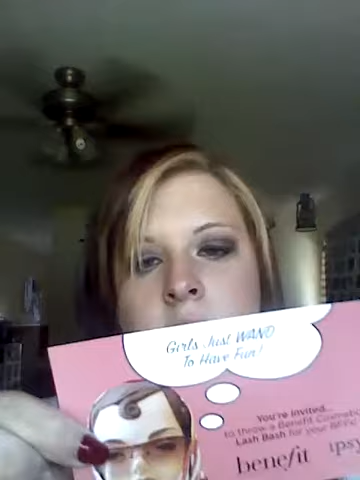 Girls Just WAND
To Have Fun!
You're invited...
to throw a Benefit Cosmetics
Lash Bash for your BFFs!
benefit ipsy